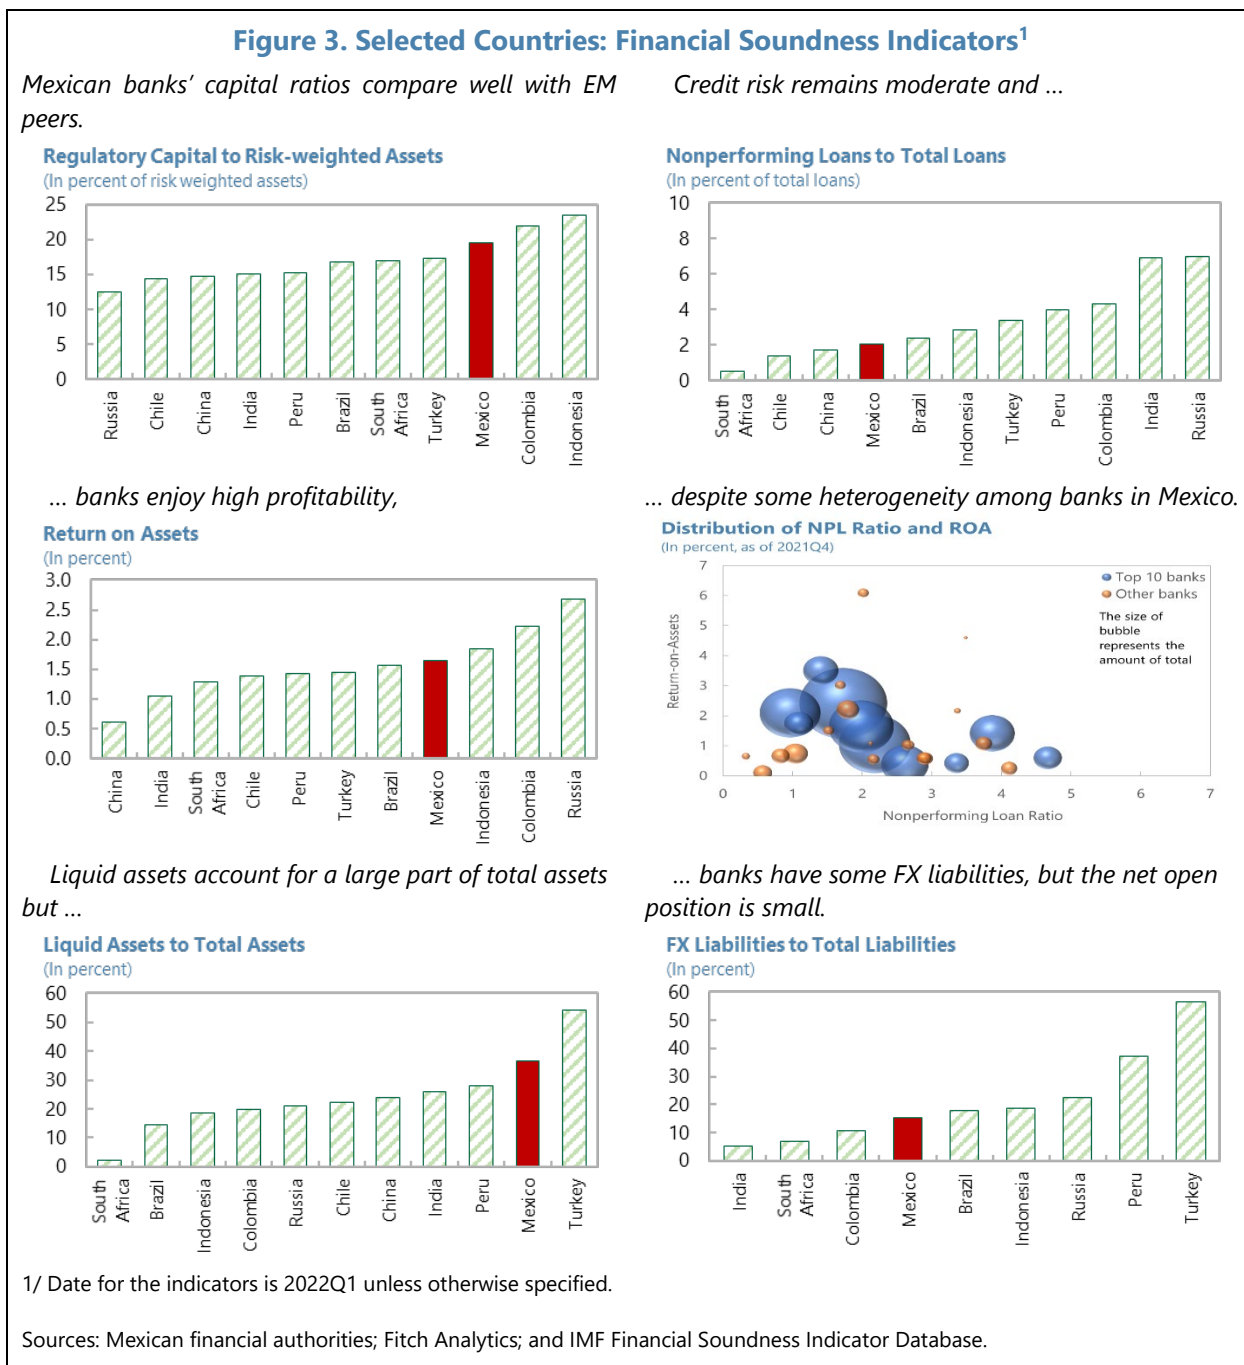 Figure 3. Selected Countries: Financial Soundness Indicators1
Mexican banks' capital ratios compare well with EM
peers.
Regulatory Capital to Risk-weighted Assets
(In percent of risk weighted assets)
25
20
15
10
5
0
Russia
Chile
China
India
Peru
Brazil
South
Africa
Turkey
Mexico
Colombia
Indonesia
Credit risk remains moderate and ...
Nonperforming Loans to Total Loans
(In percent of total loans)
10
8
6
4
2
0
South
Africa
Chile
China
Mexico
Brazil
Indonesia
Turkey
Peru
Colombia
India
Russia
... banks enjoy high profitability,
Return on Assets
(In percent)
3.0
2.5
2.0
1.5
1.0
0.5
0.0
China
India
South
Africa
Chile
Peru
Turkey
Brazil
Mexico
Indonesia
Colombia
Russia
... despite some heterogeneity among banks in Mexico.
Distribution of NPL Ratio and ROA
(In percent, as of 2021Q4)
7
6
5
4
3
2
1
0
Return-on-Assets
Top 10 banks
Other banks
The size of
bubble
represents the
amount of total
0 1 2 3 4 5 6 7
Nonperforming Loan Ratio
Liquid assets account for a large part of total assets
but ...
Liquid Assets to Total Assets
(In percent)
60
50
40
30
20
10
0
South
Africa
Brazil
Indonesia
Colombia
Russia
Chile
China
India
Peru
Mexico
Turkey
... banks have some FX liabilities, but the net open
position is small.
FX Liabilities to Total Liabilities
(In percent)
60
50
40
30
20
10
0
India
South
Africa
Colombia
Mexico
Brazil
Indonesia
Russia
Peru
Turkey
1/ Date for the indicators is 2022Q1 unless otherwise specified.
Sources: Mexican financial authorities; Fitch Analytics; and IMF Financial Soundness Indicator Database.